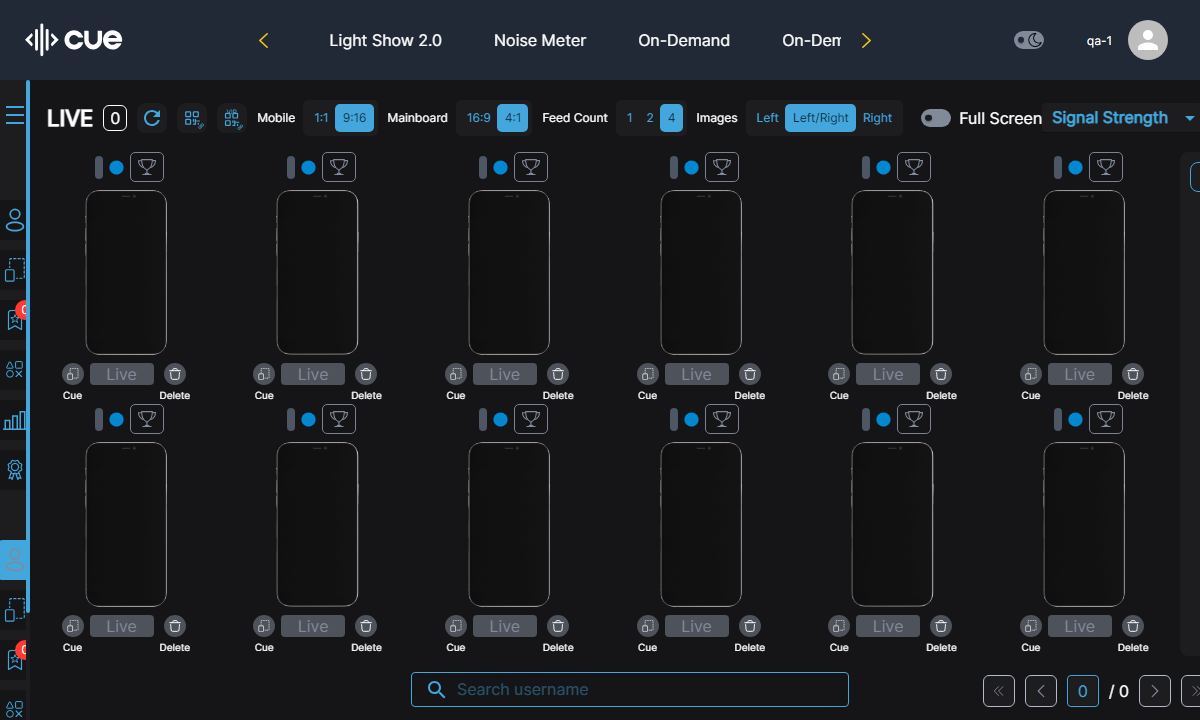 cue
Light Show 2.0
Noise Meter
On-Demand
On-Dem
qa-1
LIVE 0
Mobile 1:1 9:16 Mainboard 16:9 4:1 Feed Count 1 2 4 Images Left Left/Right Right Full Screen Signal Strength
Live Live Live Live Live Live
Cue Delete Cue Delete Cue Delete Cue Delete Cue Delete Cue Delete
Live Live Live Live Live Live
Cue Delete Cue Delete Cue Delete Cue Delete Cue Delete Cue Delete
Search username
0 / 0